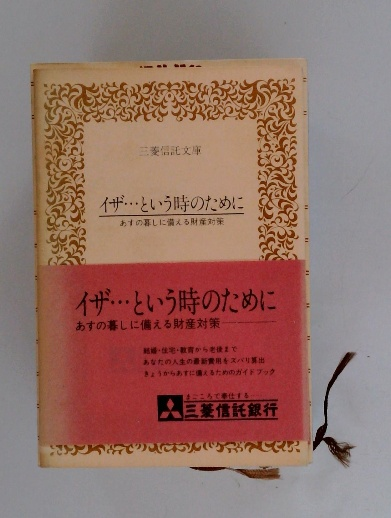 三菱信託文庫
イザ…という時のために
あすの暮しに備える財産対策
イザ…という時のために
あすの暮しに備える財産対策
結婚・住宅・教育から老後まで
あなたの人生の最新費用をズバリ算出
きょうからあすに備えるためのガイドブック
まごころで奉仕する
三菱信託銀行